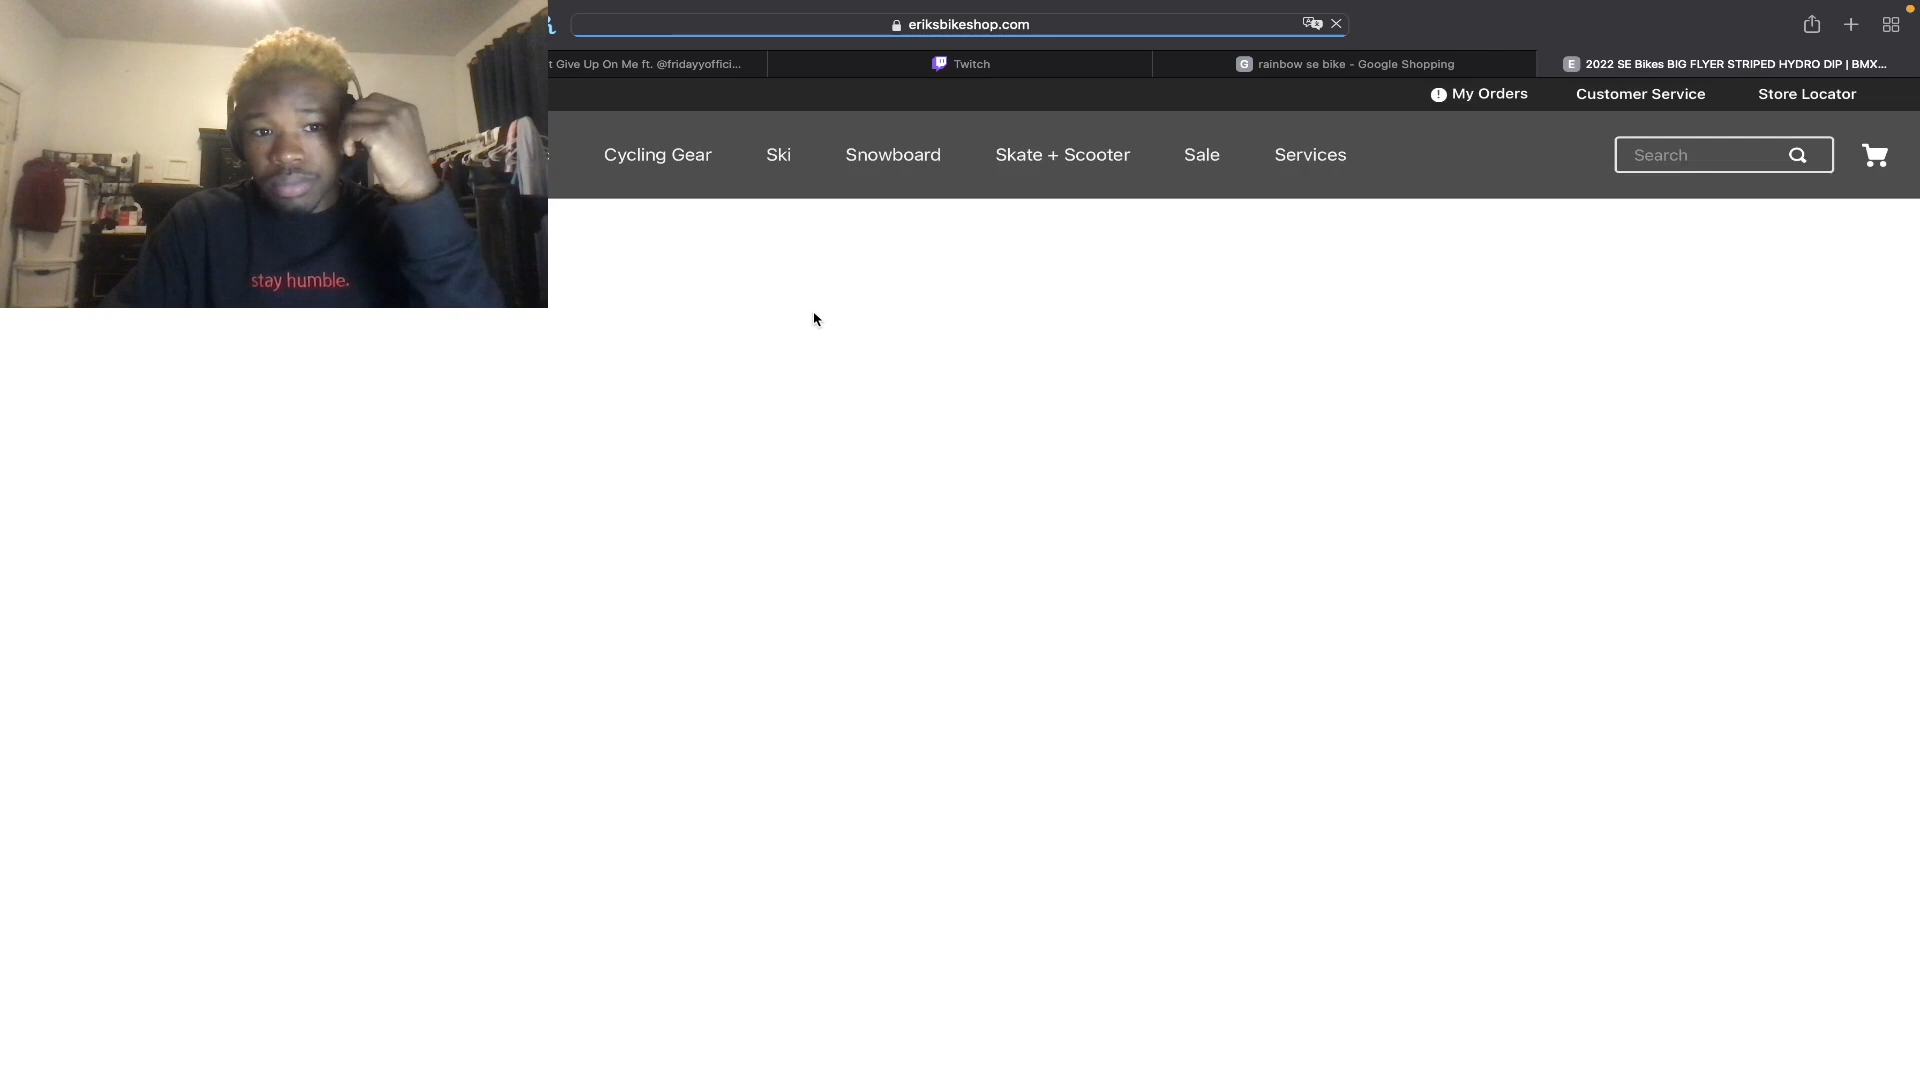 eriksbikeshop.com
t Give Up On Me ft. @fridayyoffici...
Twitch
G rainbow se bike - Google Shopping
E 2022 SE Bikes BIG FLYER STRIPED HYDRO DIP | BMX...
My Orders
Customer Service
Store Locator
Cycling Gear
Ski
Snowboard
Skate + Scooter
Sale
Services
Search
stay humble.